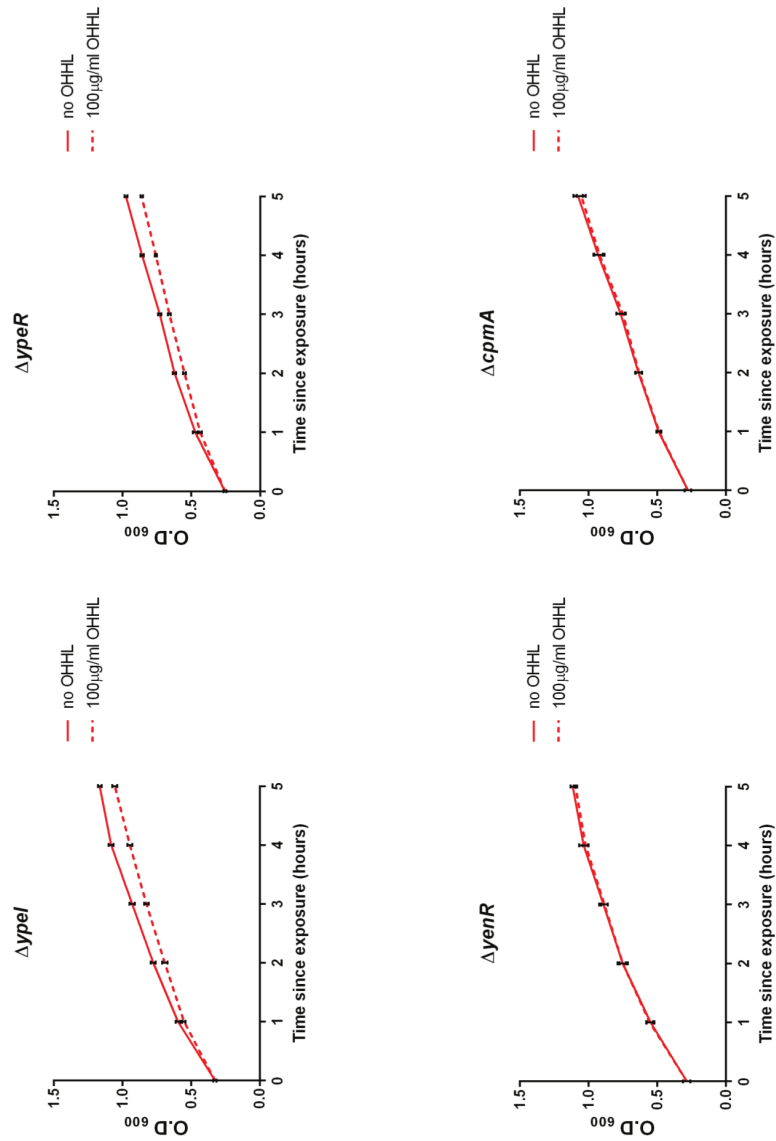 ΔypeI
1.5
1.0
0.5
0.0
O.D 600
0 1 2 3 4 5
Time since exposure (hours)
no OHHL
100µg/ml OHHL
ΔypeR
1.5
1.0
0.5
0.0
O.D 600
0 1 2 3 4 5
Time since exposure (hours)
no OHHL
100µg/ml OHHL
ΔyenR
1.5
1.0
0.5
0.0
O.D 600
0 1 2 3 4 5
Time since exposure (hours)
no OHHL
100µg/ml OHHL
ΔcpmA
1.5
1.0
0.5
0.0
O.D 600
0 1 2 3 4 5
Time since exposure (hours)
no OHHL
100µg/ml OHHL